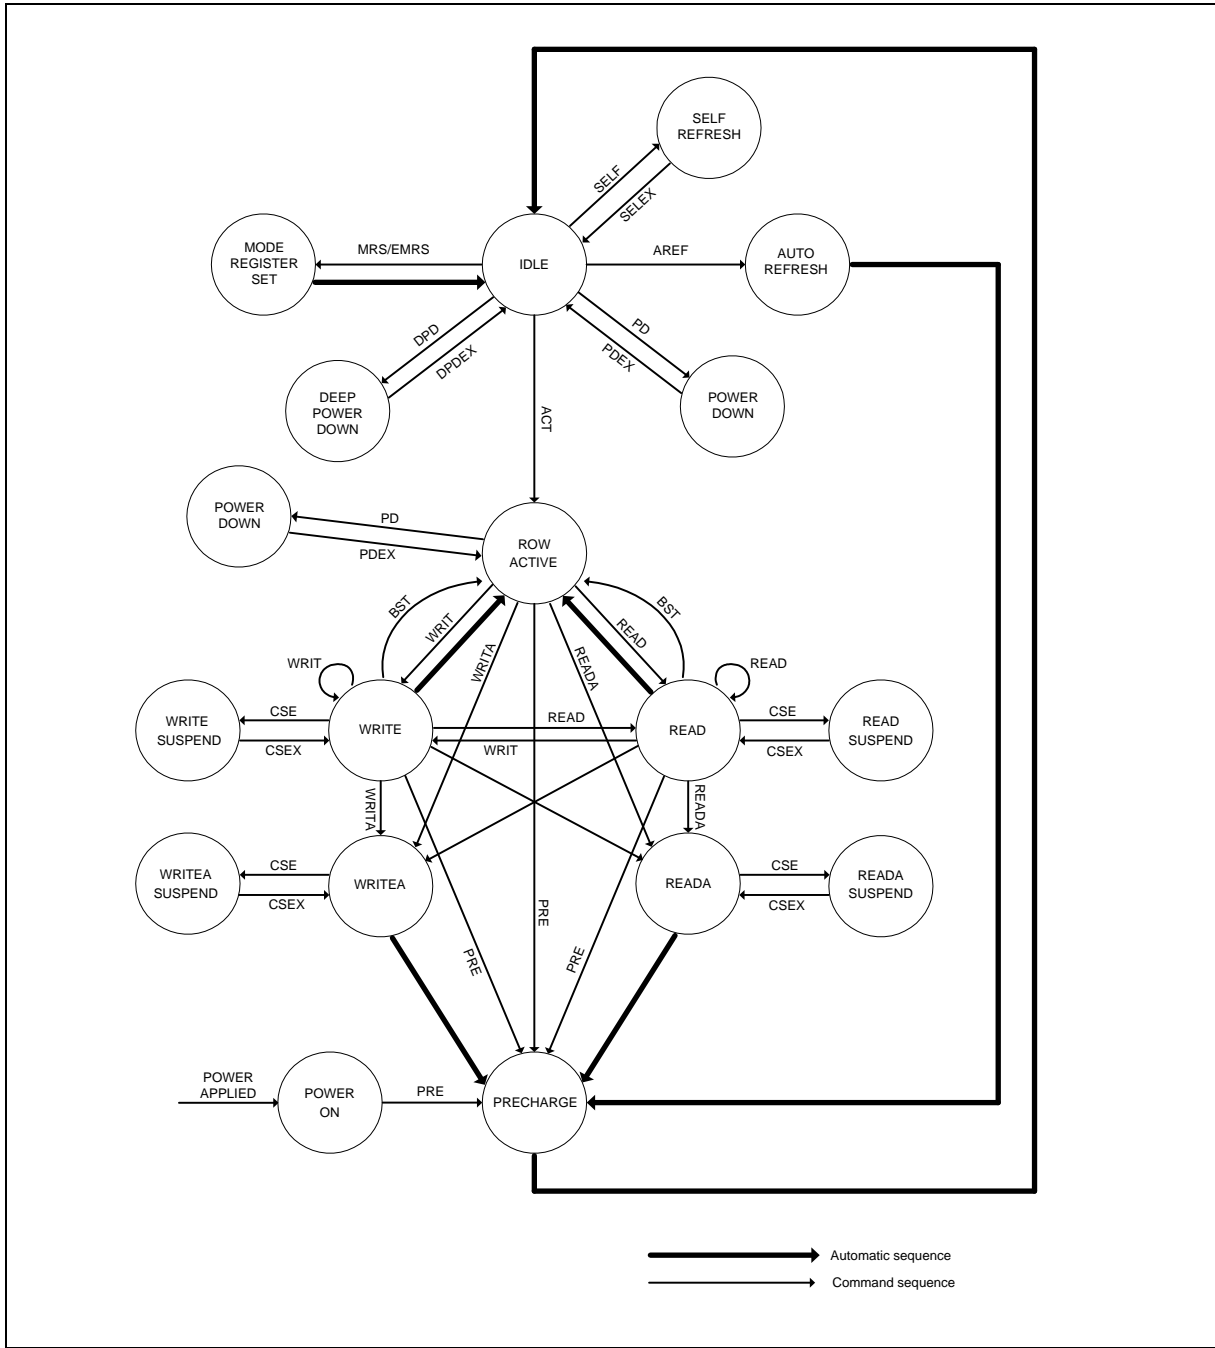 SELF
REFRESH
SELF
SELEX
MODE
REGISTER
SET
MRS/EMRS
IDLE
AREF
AUTO
REFRESH
DPD
DPDEX
PD
PDEX
DEEP
POWER
DOWN
POWER
DOWN
ACT
POWER
DOWN
PD
PDEX
ROW
ACTIVE
BST
WRIT
WRITA
READA
READ
BST
WRIT
READ
WRITE
SUSPEND
CSE
CSEX
WRITE
READ
WRIT
READ
CSE
CSEX
READ
SUSPEND
WRITA
READA
WRITEA
SUSPEND
CSE
CSEX
WRITEA
READA
CSE
CSEX
READA
SUSPEND
PRE
PRE
PRE
POWER
APPLIED
POWER
ON
PRE
PRECHARGE
Automatic sequence
Command sequence